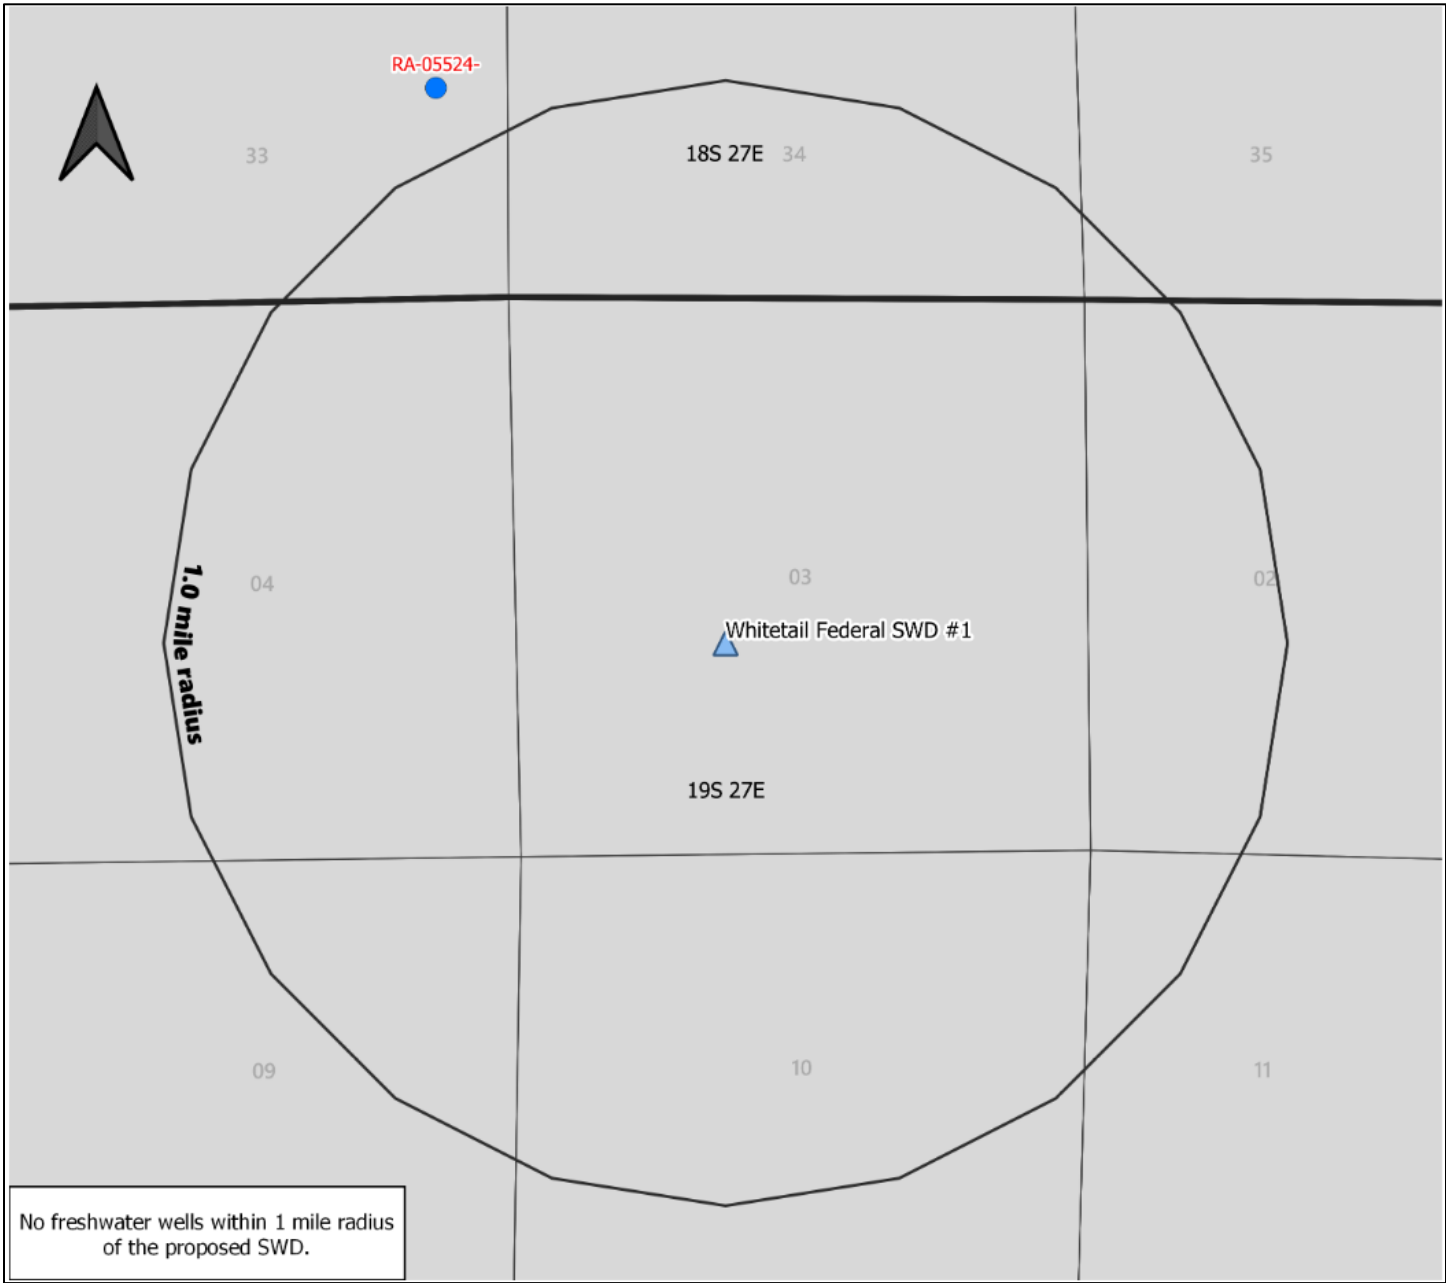 RA-05524-
33
18S 27E
34
35
04
03
02
1.0 mile radius
Whitetail Federal SWD #1
19S 27E
09
10
11
No freshwater wells within 1 mile radius
of the proposed SWD.